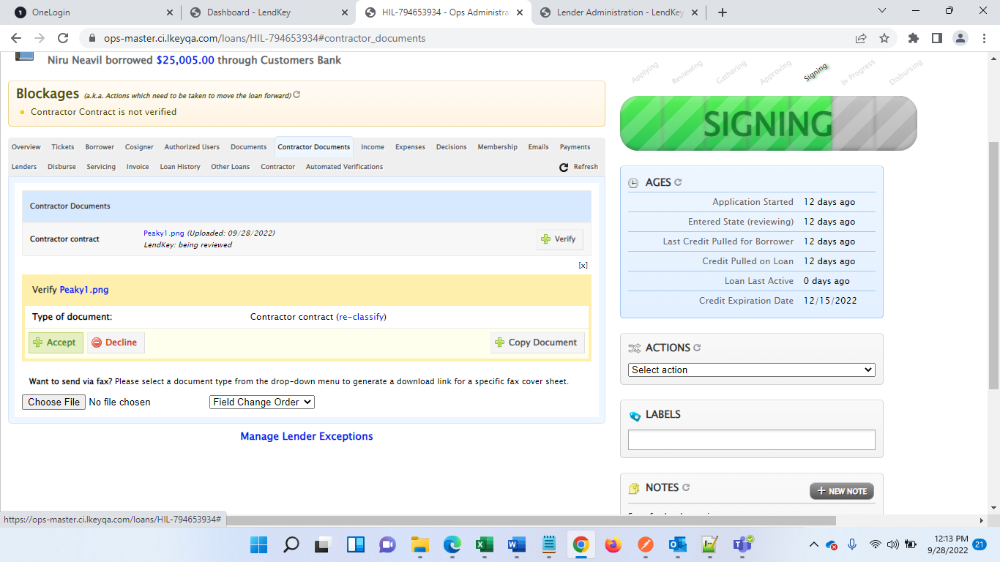 OneLogin
Dashboard - LendKey
HIL-794653934 - Ops Administra
Lender Administration - LendKey
ops-master.ci.lkeyqa.com/loans/HIL-794653934#contractor_documents
Niru Neavil borrowed $25,005.00 through Customers Bank
Blockages (a.k.a. Actions which need to be taken to move the loan forward)
Contractor Contract is not verified
Overview Tickets Borrower Cosigner Authorized Users Documents Contractor Documents Income Expenses Decisions Membership Emails Payments
Lenders Disburse Servicing Invoice Loan History Other Loans Contractor Automated Verifications Refresh
Contractor Documents
Contractor contract
Peaky1.png (Uploaded: 09/28/2022)
LendKey: being reviewed
Verify
[x]
Verify Peaky1.png
Type of document: Contractor contract (re-classify)
Accept Decline Copy Document
Want to send via fax? Please select a document type from the drop-down menu to generate a download link for a specific fax cover sheet.
Choose File No file chosen Field Change Order
Manage Lender Exceptions
Applying Reviewing Gathering Approving Signing In Progress Disbursing
SIGNING
AGES
Application Started 12 days ago
Entered State (reviewing) 12 days ago
Last Credit Pulled for Borrower 12 days ago
Credit Pulled on Loan 12 days ago
Loan Last Active 0 days ago
Credit Expiration Date 12/15/2022
ACTIONS
Select action
LABELS
NOTES
+ NEW NOTE
https://ops-master.ci.lkeyqa.com/loans/HIL-794653934#
12:13 PM
9/28/2022
21